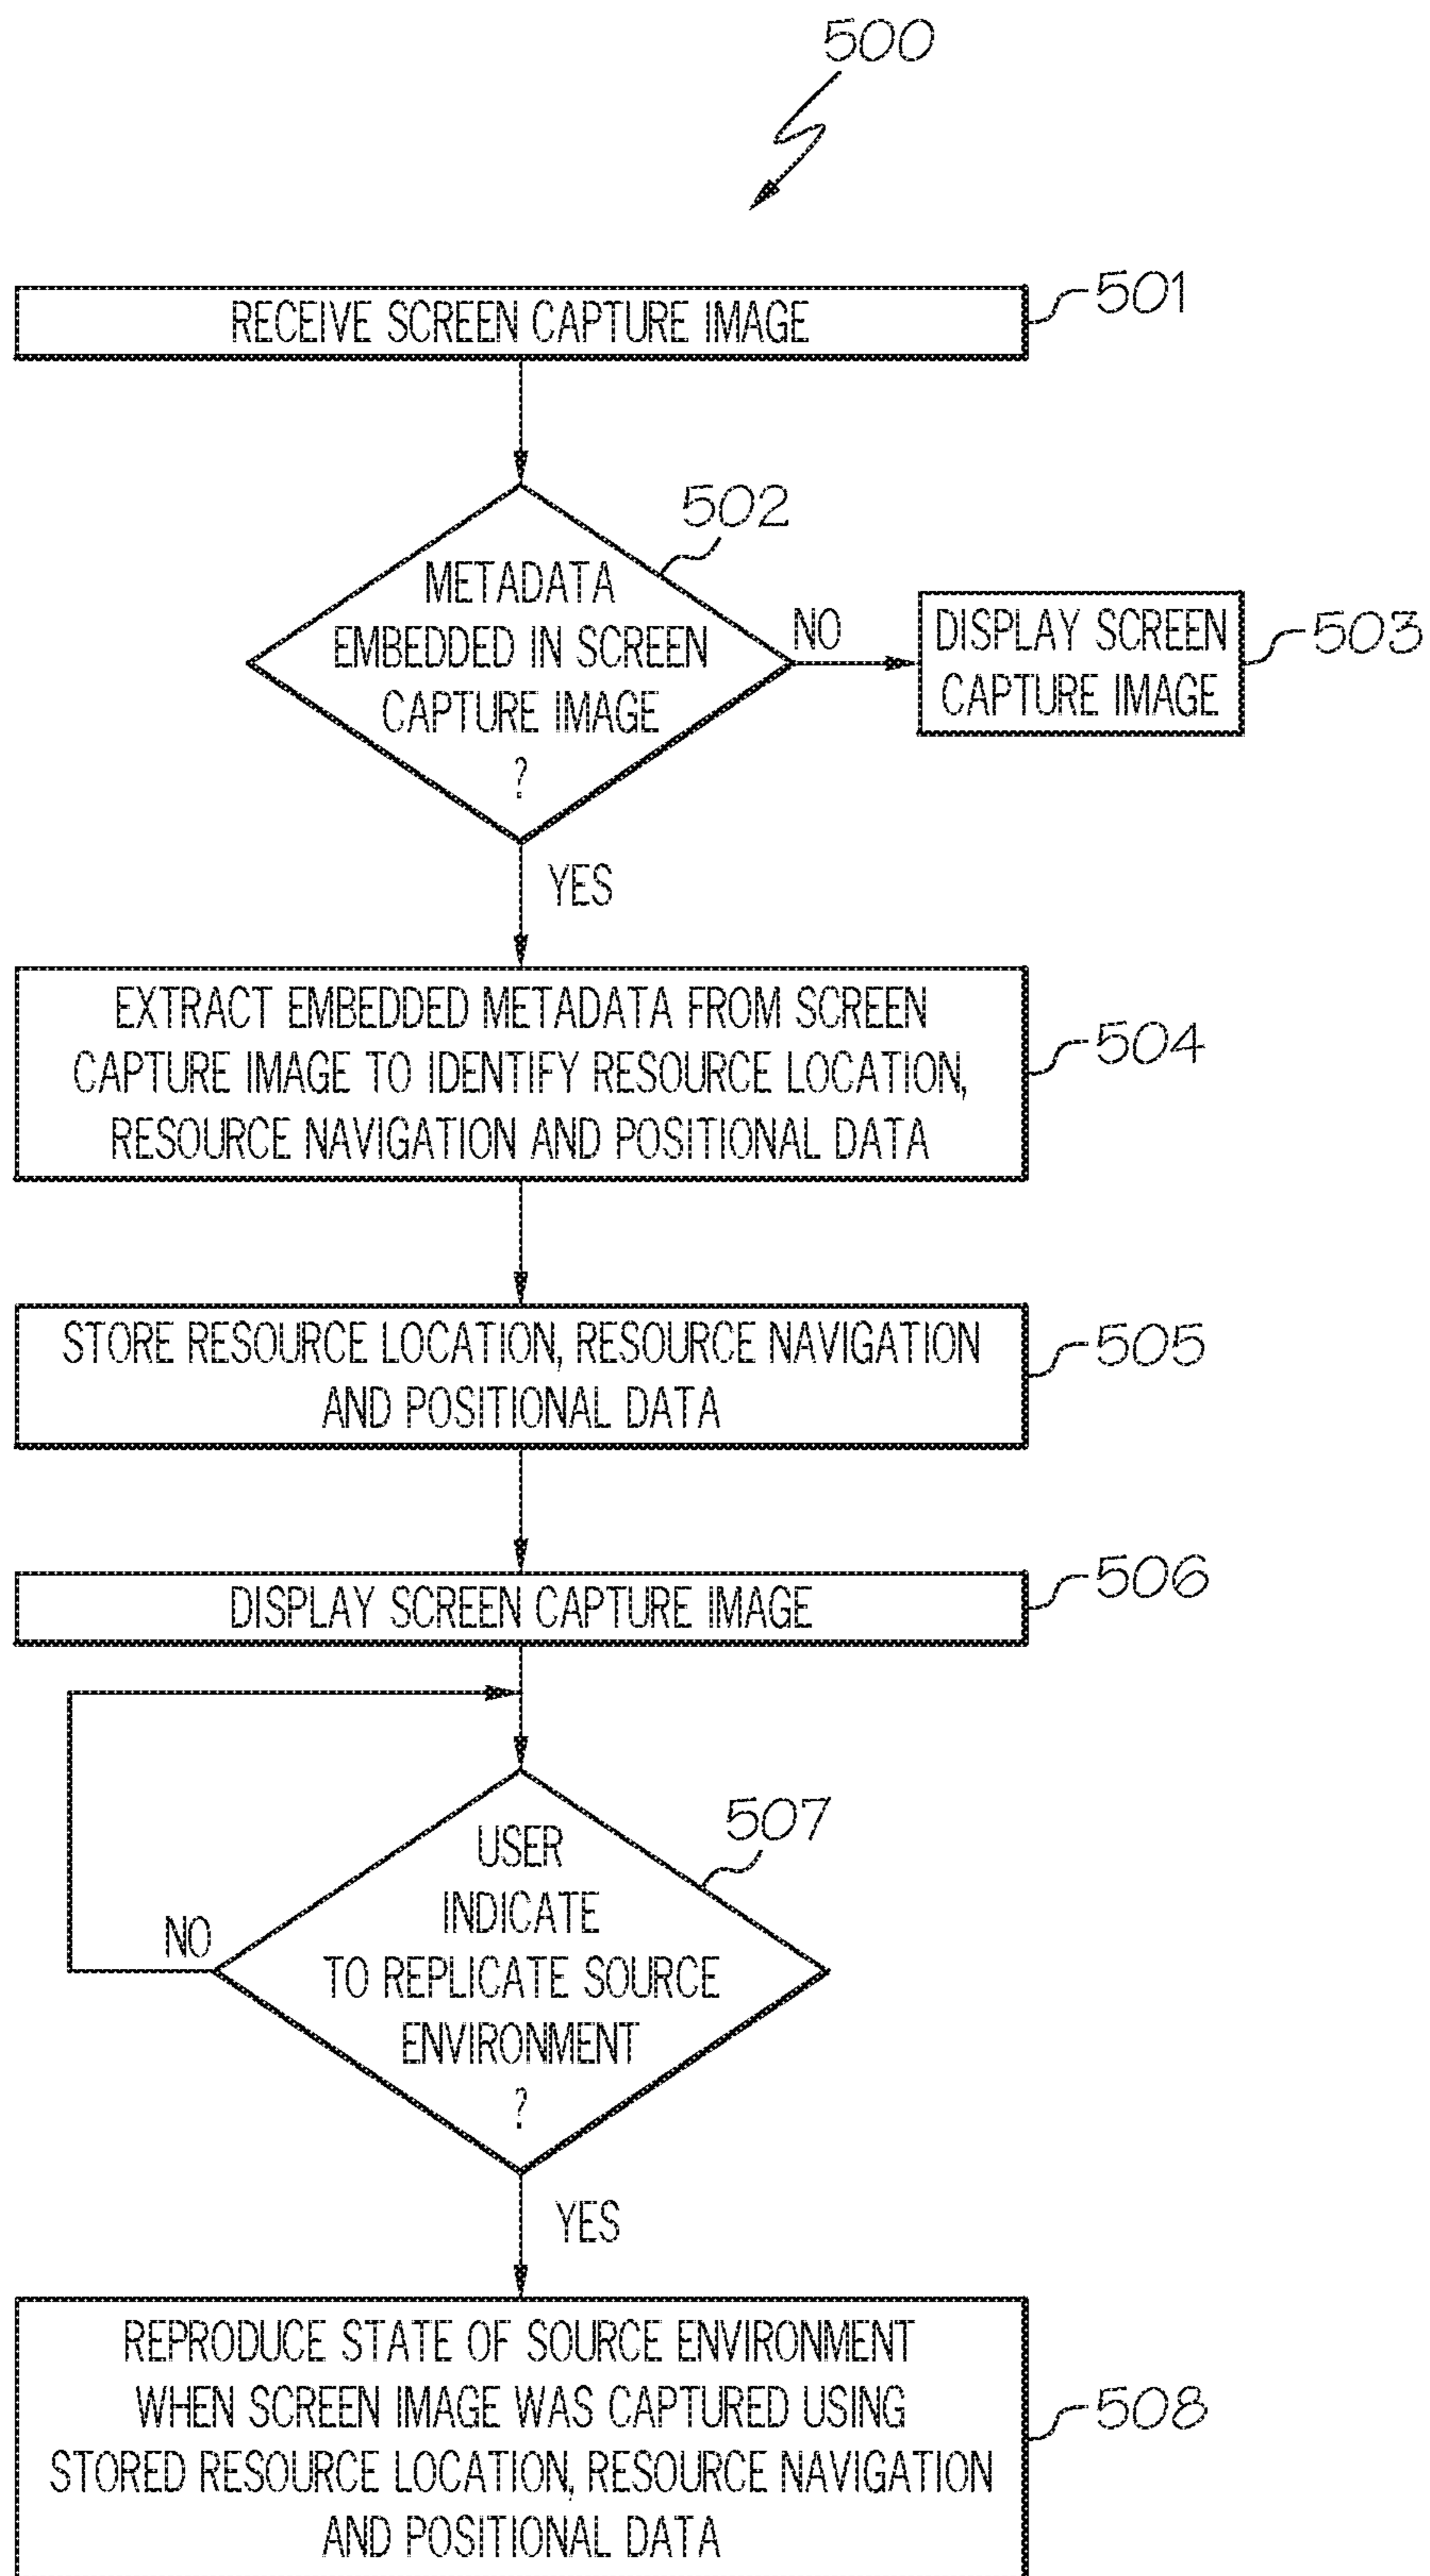 500
RECEIVE SCREEN CAPTURE IMAGE
501
502
METADATA
EMBEDDED IN SCREEN
CAPTURE IMAGE
?
NO
DISPLAY SCREEN
CAPTURE IMAGE
503
YES
EXTRACT EMBEDDED METADATA FROM SCREEN
CAPTURE IMAGE TO IDENTIFY RESOURCE LOCATION,
RESOURCE NAVIGATION AND POSITIONAL DATA
504
STORE RESOURCE LOCATION, RESOURCE NAVIGATION
AND POSITIONAL DATA
505
DISPLAY SCREEN CAPTURE IMAGE
506
507
USER
INDICATE
TO REPLICATE SOURCE
ENVIRONMENT
?
NO
YES
REPRODUCE STATE OF SOURCE ENVIRONMENT
WHEN SCREEN IMAGE WAS CAPTURED USING
STORED RESOURCE LOCATION, RESOURCE NAVIGATION
AND POSITIONAL DATA
508